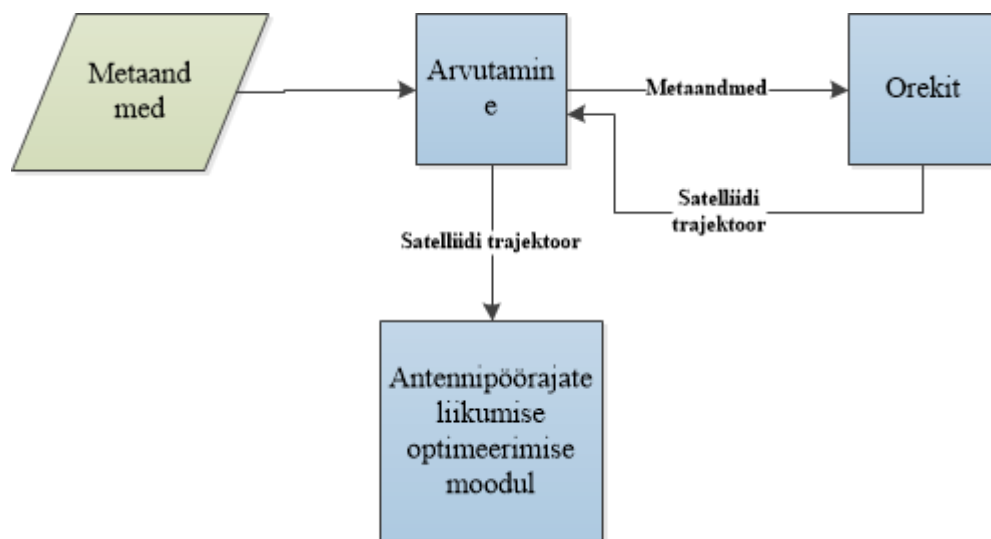 Metaand
med
Arvutamin
e
Metaandmed
Orekit
Satelliidi
trajektoor
Satelliidi trajektoor
Antennipöörajate
liikumise
optimeerimise
moodul